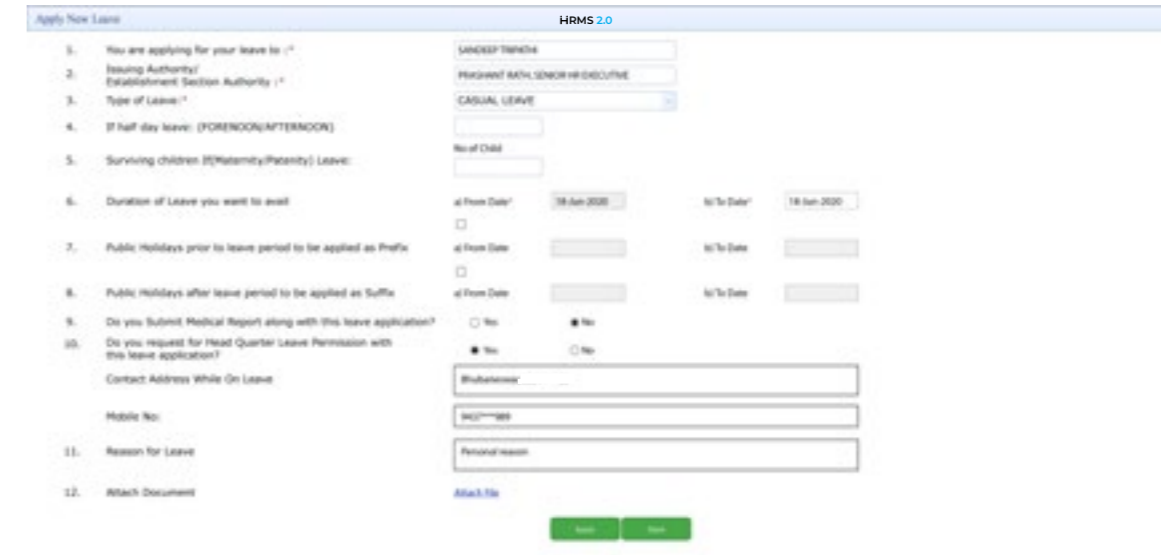 Apply New Leave HRMS 2.0
1. You are applying for your leave to :* SANDEEP TRIPATHI
2. Issuing Authority/ Establishment Section Authority :* PRASHANT RATH, SENIOR HR EXECUTIVE
3. Type of Leave:* CASUAL LEAVE
4. If half day leave: (FORENOON/AFTERNOON)
No of Child
5. Surviving children If(Maternity/Patenity) Leave:
6. Duration of Leave you want to avail a) From Date* 18-Jun-2020 b) To Date* 18-Jun-2020
7. Public Holidays prior to leave period to be applied as Prefix a) From Date b) To Date
8. Public Holidays after leave period to be applied as Suffix a) From Date b) To Date
9. Do you Submit Medical Report along with this leave application? Yes No
10. Do you request for Head Quarter Leave Permission with
this leave application? Yes No
Contact Address While On Leave Bhubaneswar
Mobile No:
11. Reason for Leave Personal reason
12. Attach Document Attach File
Save